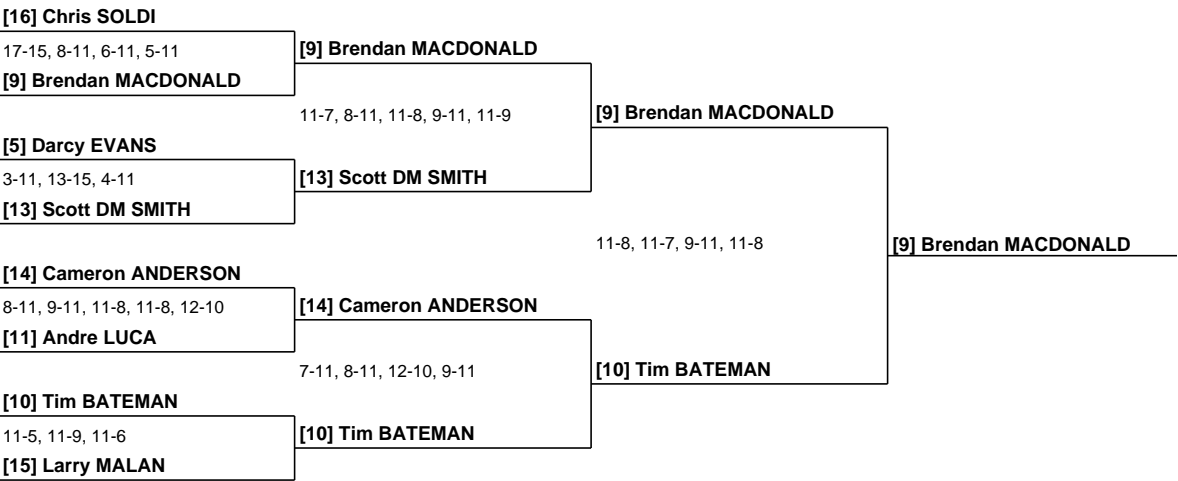 [16] Chris SOLDI
17-15, 8-11, 6-11, 5-11
[9] Brendan MACDONALD
[9] Brendan MACDONALD
11-7, 8-11, 11-8, 9-11, 11-9
[9] Brendan MACDONALD
[5] Darcy EVANS
3-11, 13-15, 4-11
[13] Scott DM SMITH
[13] Scott DM SMITH
11-8, 11-7, 9-11, 11-8
[9] Brendan MACDONALD
[14] Cameron ANDERSON
8-11, 9-11, 11-8, 11-8, 12-10
[14] Cameron ANDERSON
[11] Andre LUCA
7-11, 8-11, 12-10, 9-11
[10] Tim BATEMAN
[10] Tim BATEMAN
11-5, 11-9, 11-6
[10] Tim BATEMAN
[15] Larry MALAN